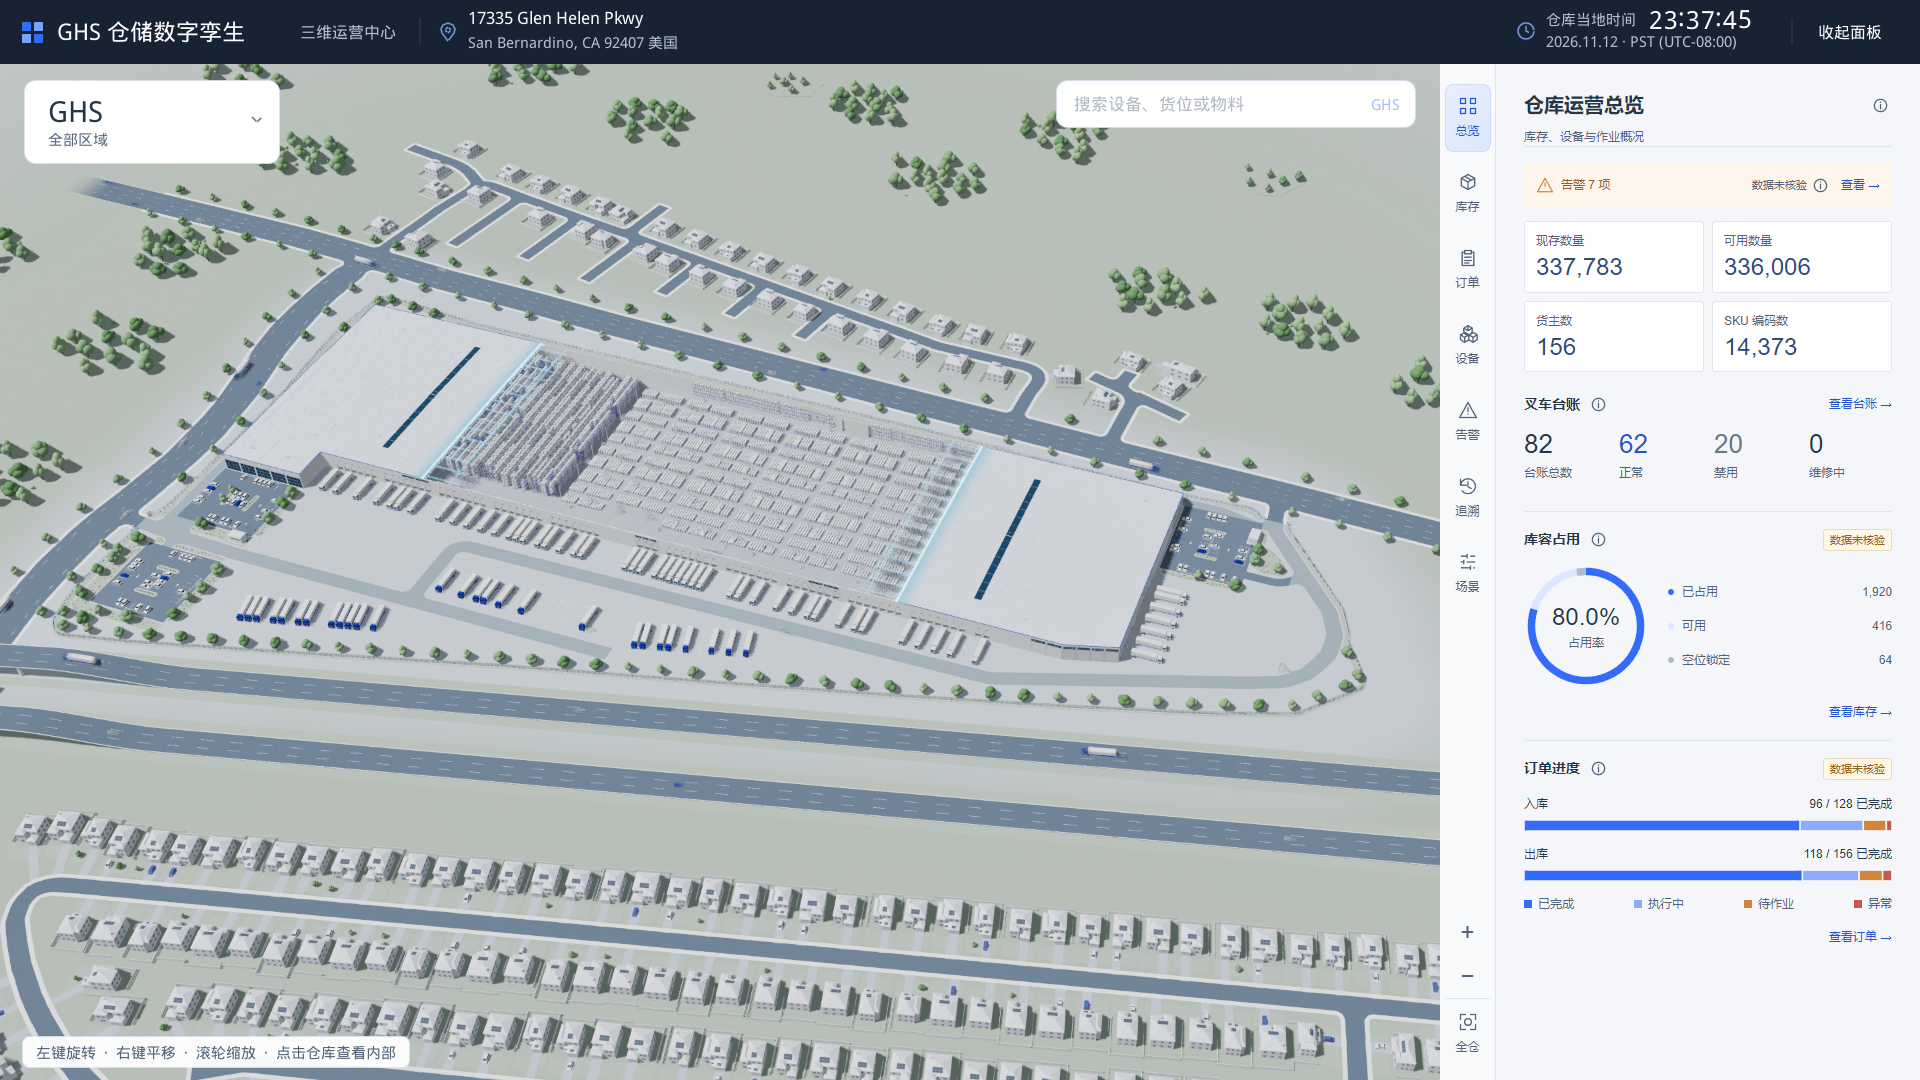 GHS 仓储数字孪生
三维运营中心
17335 Glen Helen Pkwy
San Bernardino, CA 92407 美国
仓库当地时间 23:37:45
2026.11.12 · PST (UTC-08:00)
收起面板
GHS
全部区域
搜索设备、货位或物料 GHS
总览
库存
订单
设备
告警
追溯
场景
+
−
全仓
仓库运营总览
库存、设备与作业概况
告警 7 项 数据未核验 查看 →
现存数量
337,783
可用数量
336,006
货主数
156
SKU 编码数
14,373
叉车台账 查看台账 →
82 62 20 0
台账总数 正常 禁用 维修中
库容占用 数据未核验
80.0%
占用率
已占用 1,920
可用 416
空位锁定 64
查看库存 →
订单进度 数据未核验
入库 96 / 128 已完成
出库 118 / 156 已完成
已完成 执行中 待作业 异常
查看订单 →
左键旋转 · 右键平移 · 滚轮缩放 · 点击仓库查看内部